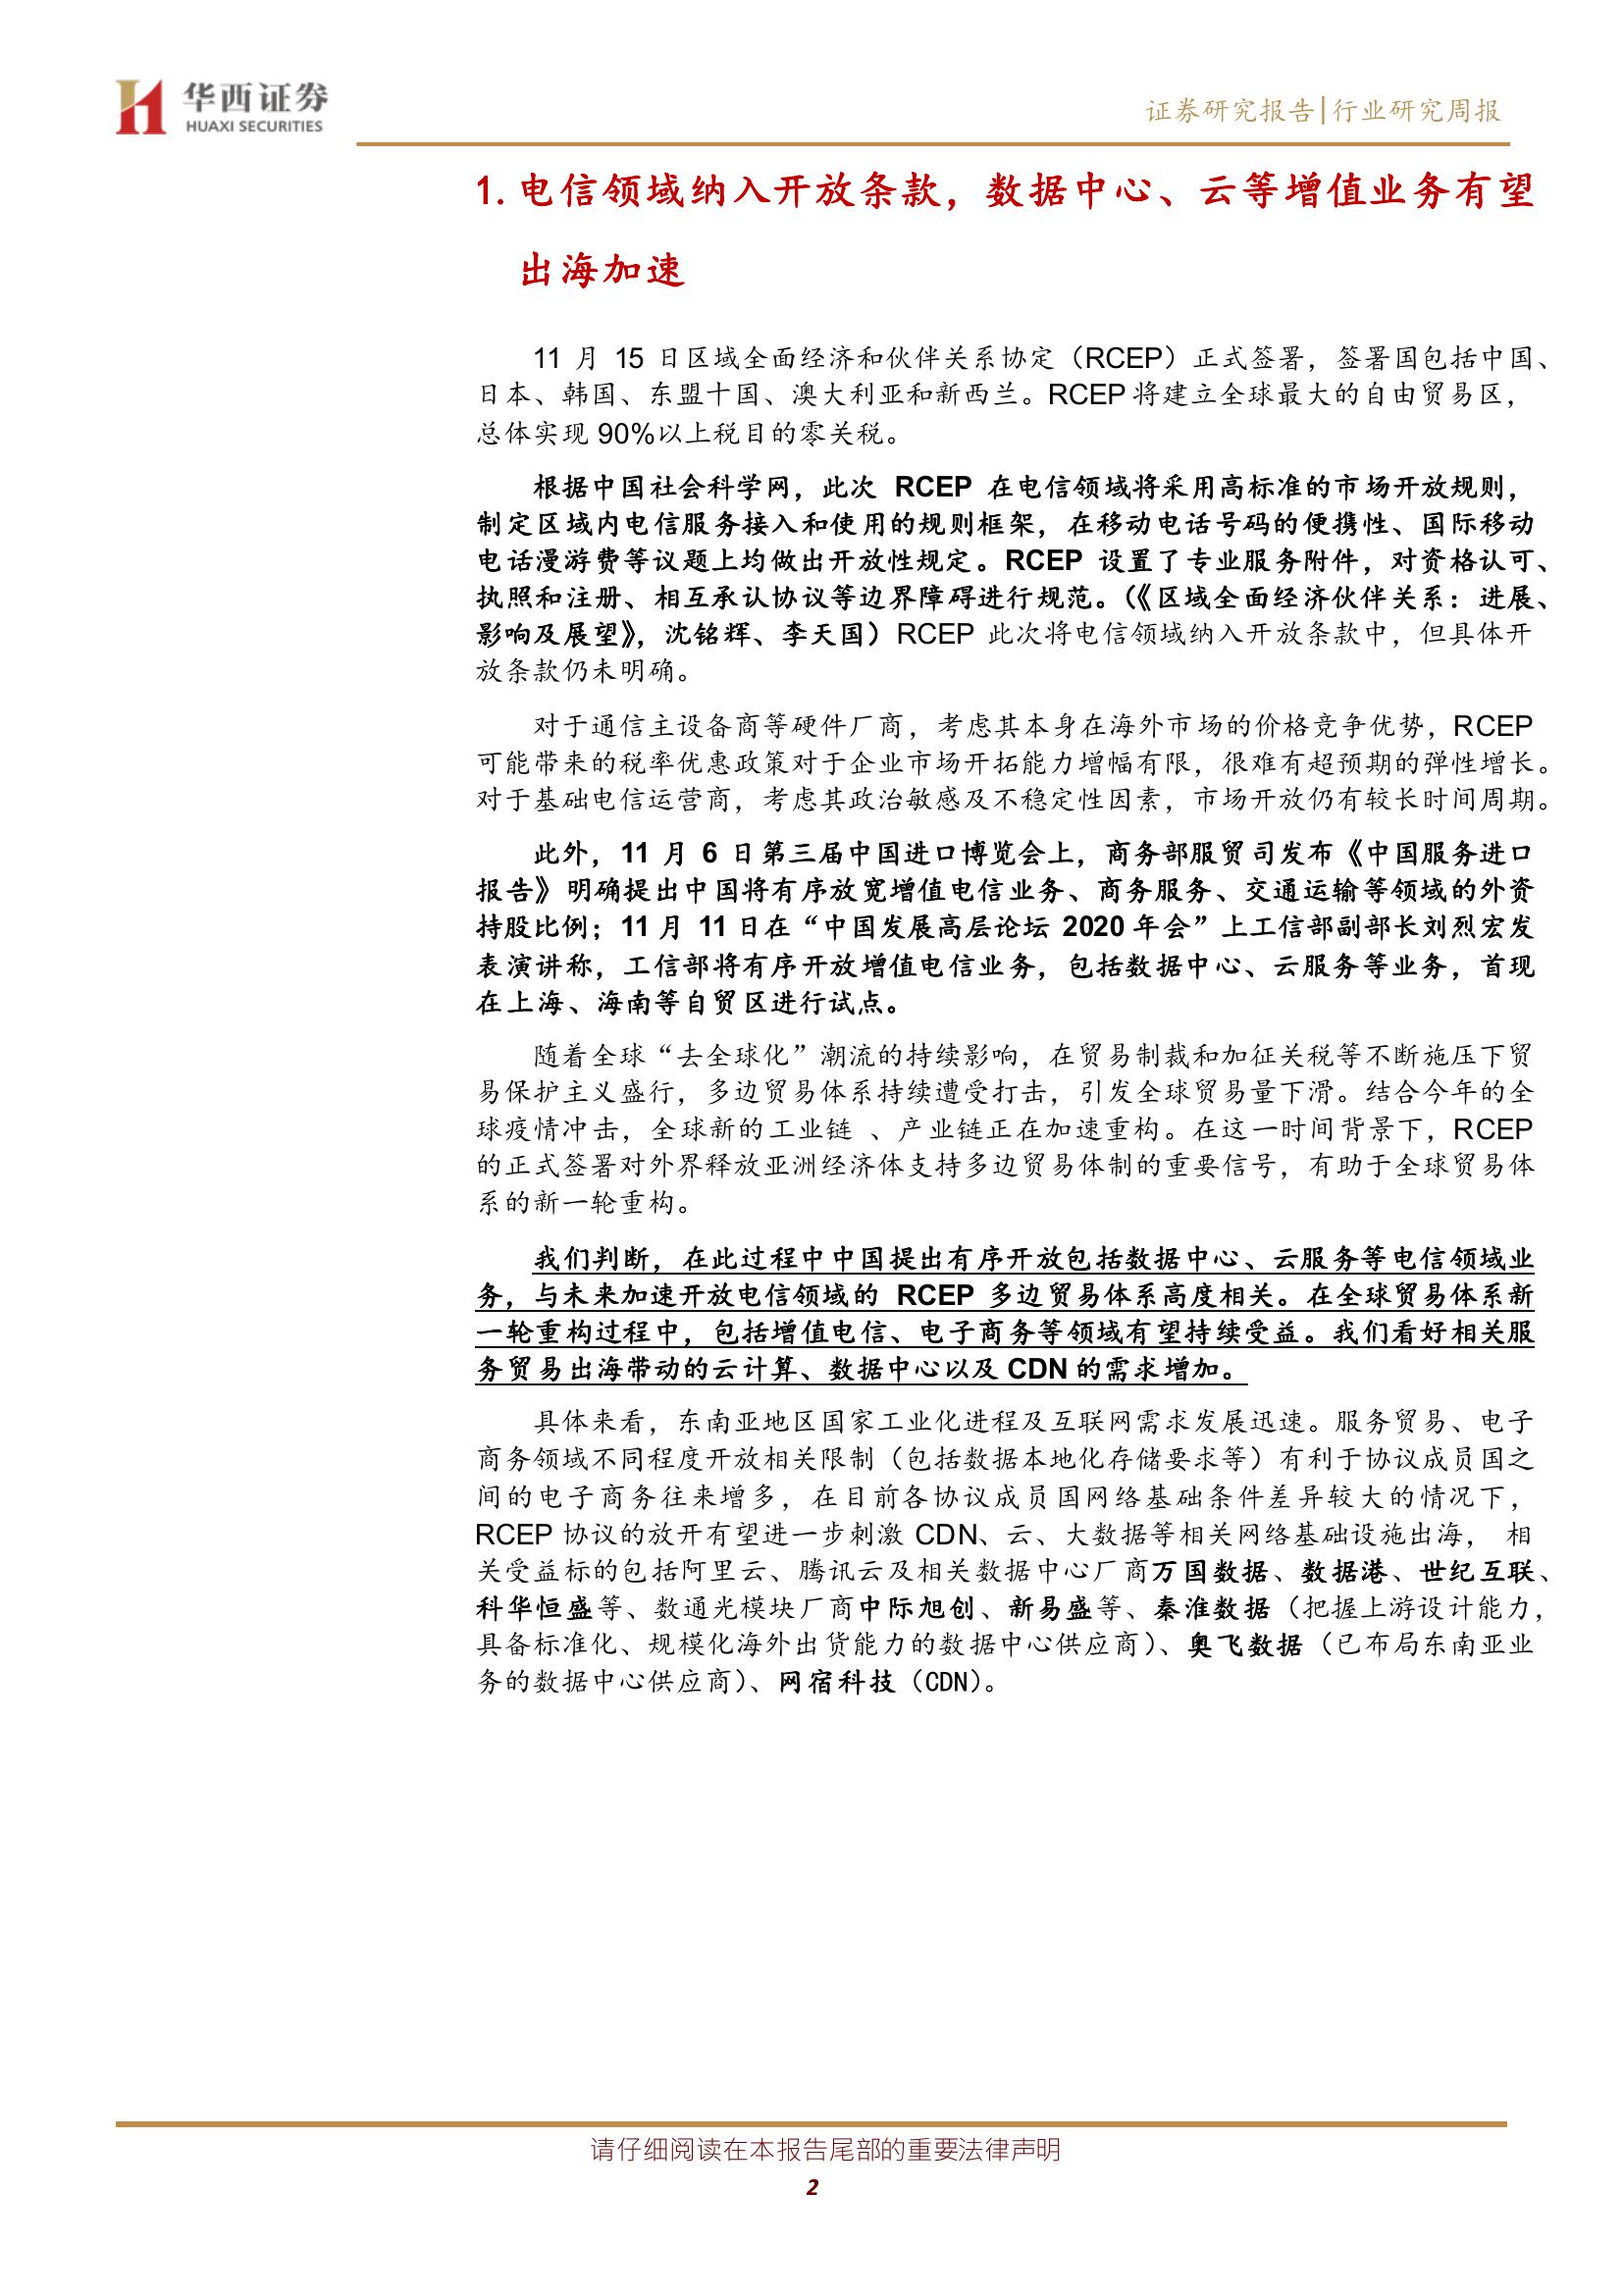 华西证券
HUAXI SECURITIES
证券研究报告|行业研究周报
1. 电信领域纳入开放条款，数据中心、云等增值业务有望
出海加速
11 月 15 日区域全面经济和伙伴关系协定（RCEP）正式签署，签署国包括中国、
日本、韩国、东盟十国、澳大利亚和新西兰。RCEP 将建立全球最大的自由贸易区，
总体实现 90%以上税目的零关税。
根据中国社会科学网，此次 RCEP 在电信领域将采用高标准的市场开放规则，
制定区域内电信服务接入和使用的规则框架，在移动电话号码的便携性、国际移动
电话漫游费等议题上均做出开放性规定。RCEP 设置了专业服务附件，对资格认可、
执照和注册、相互承认协议等边界障碍进行规范。（《区域全面经济伙伴关系：进展、
影响及展望》，沈铭辉、李天国）RCEP 此次将电信领域纳入开放条款中，但具体开
放条款仍未明确。
对于通信主设备商等硬件厂商，考虑其本身在海外市场的价格竞争优势，RCEP
可能带来的税率优惠政策对于企业市场开拓能力增幅有限，很难有超预期的弹性增长。
对于基础电信运营商，考虑其政治敏感及不稳定性因素，市场开放仍有较长时间周期。
此外，11 月 6 日第三届中国进口博览会上，商务部服贸司发布《中国服务进口
报告》明确提出中国将有序放宽增值电信业务、商务服务、交通运输等领域的外资
持股比例；11 月 11 日在“中国发展高层论坛 2020 年会”上工信部副部长刘烈宏发
表演讲称，工信部将有序开放增值电信业务，包括数据中心、云服务等业务，首现
在上海、海南等自贸区进行试点。
随着全球“去全球化”潮流的持续影响，在贸易制裁和加征关税等不断施压下贸
易保护主义盛行，多边贸易体系持续遭受打击，引发全球贸易量下滑。结合今年的全
球疫情冲击，全球新的工业链 、产业链正在加速重构。在这一时间背景下，RCEP
的正式签署对外界释放亚洲经济体支持多边贸易体制的重要信号，有助于全球贸易体
系的新一轮重构。
我们判断，在此过程中中国提出有序开放包括数据中心、云服务等电信领域业
务，与未来加速开放电信领域的 RCEP 多边贸易体系高度相关。在全球贸易体系新
一轮重构过程中，包括增值电信、电子商务等领域有望持续受益。我们看好相关服
务贸易出海带动的云计算、数据中心以及 CDN 的需求增加。
具体来看，东南亚地区国家工业化进程及互联网需求发展迅速。服务贸易、电子
商务领域不同程度开放相关限制（包括数据本地化存储要求等）有利于协议成员国之
间的电子商务往来增多，在目前各协议成员国网络基础条件差异较大的情况下，
RCEP 协议的放开有望进一步刺激 CDN、云、大数据等相关网络基础设施出海， 相
关受益标的包括阿里云、腾讯云及相关数据中心厂商万国数据、数据港、世纪互联、
科华恒盛等、数通光模块厂商中际旭创、新易盛等、秦淮数据（把握上游设计能力，
具备标准化、规模化海外出货能力的数据中心供应商）、奥飞数据（已布局东南亚业
务的数据中心供应商）、网宿科技（CDN）。
请仔细阅读在本报告尾部的重要法律声明
2